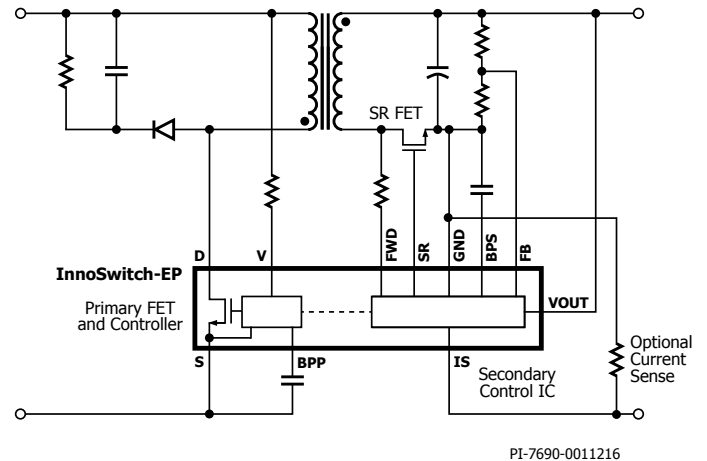 SR FET
D
V
FWD
SR
GND
BPS
FB
InnoSwitch-EP
VOUT
Primary FET
and Controller
S
BPP
IS
Secondary
Control IC
Optional
Current
Sense
PI-7690-0011216